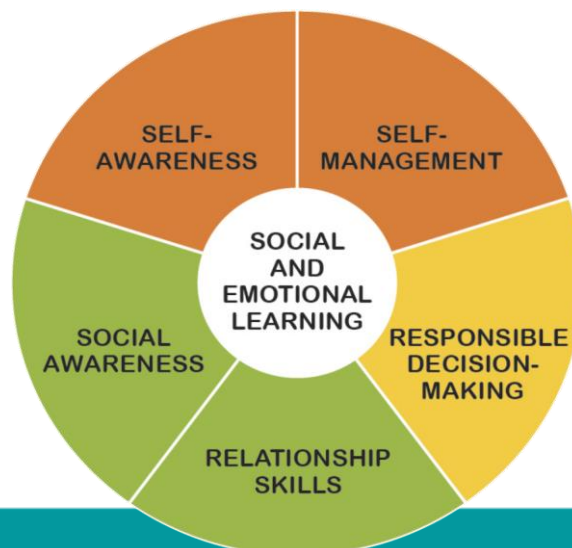 SELF-
AWARENESS
SELF-
MANAGEMENT
SOCIAL
AND
EMOTIONAL
LEARNING
SOCIAL
AWARENESS
RESPONSIBLE
DECISION-
MAKING
RELATIONSHIP
SKILLS